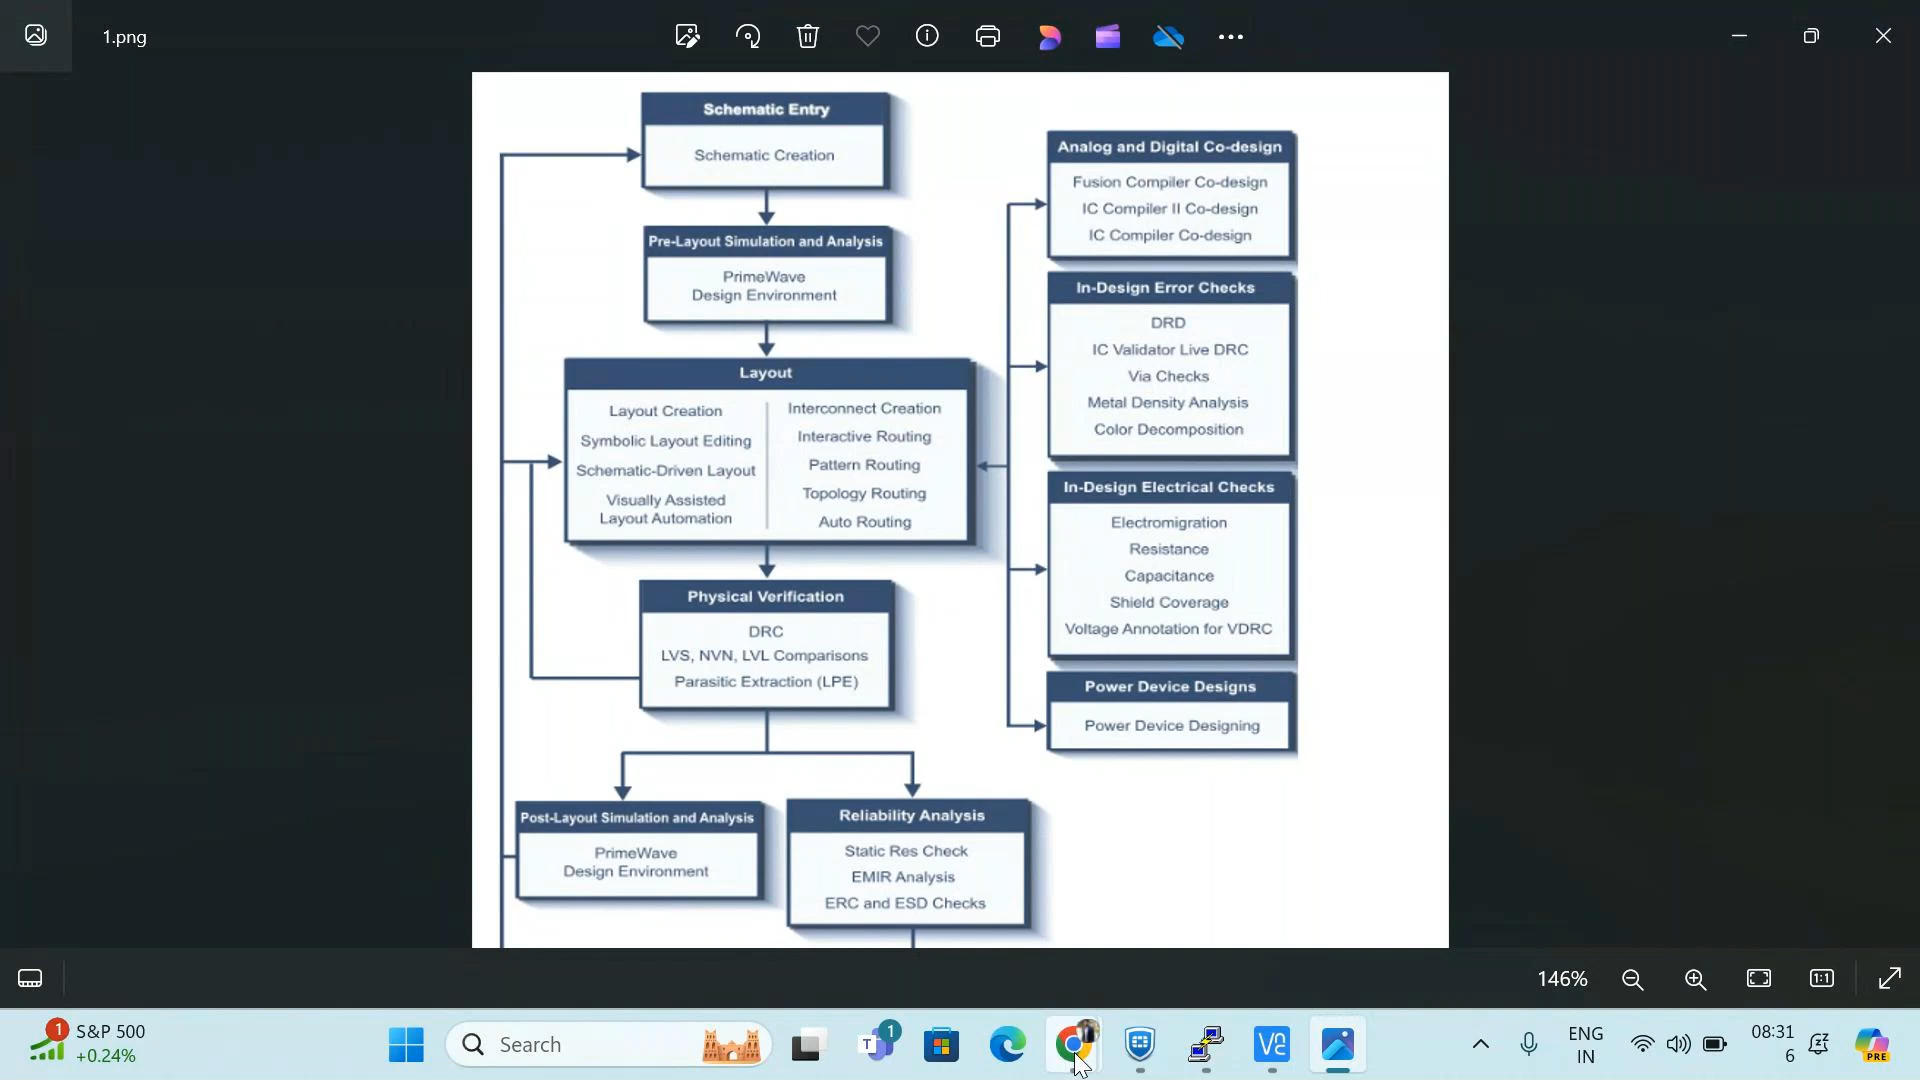 1.png
Schematic Entry
Schematic Creation
Pre-Layout Simulation and Analysis
PrimeWave
Design Environment
Layout
Layout Creation
Symbolic Layout Editing
Schematic-Driven Layout
Visually Assisted
Layout Automation
Interconnect Creation
Interactive Routing
Pattern Routing
Topology Routing
Auto Routing
Physical Verification
DRC
LVS, NVN, LVL Comparisons
Parasitic Extraction (LPE)
Post-Layout Simulation and Analysis
PrimeWave
Design Environment
Reliability Analysis
Static Res Check
EMIR Analysis
ERC and ESD Checks
Analog and Digital Co-design
Fusion Compiler Co-design
IC Compiler II Co-design
IC Compiler Co-design
In-Design Error Checks
DRD
IC Validator Live DRC
Via Checks
Metal Density Analysis
Color Decomposition
In-Design Electrical Checks
Electromigration
Resistance
Capacitance
Shield Coverage
Voltage Annotation for VDRC
Power Device Designs
Power Device Designing
146%
1:1
1
S&P 500
+0.24%
Search
T
1
ENG
IN
08:31
6
PRE